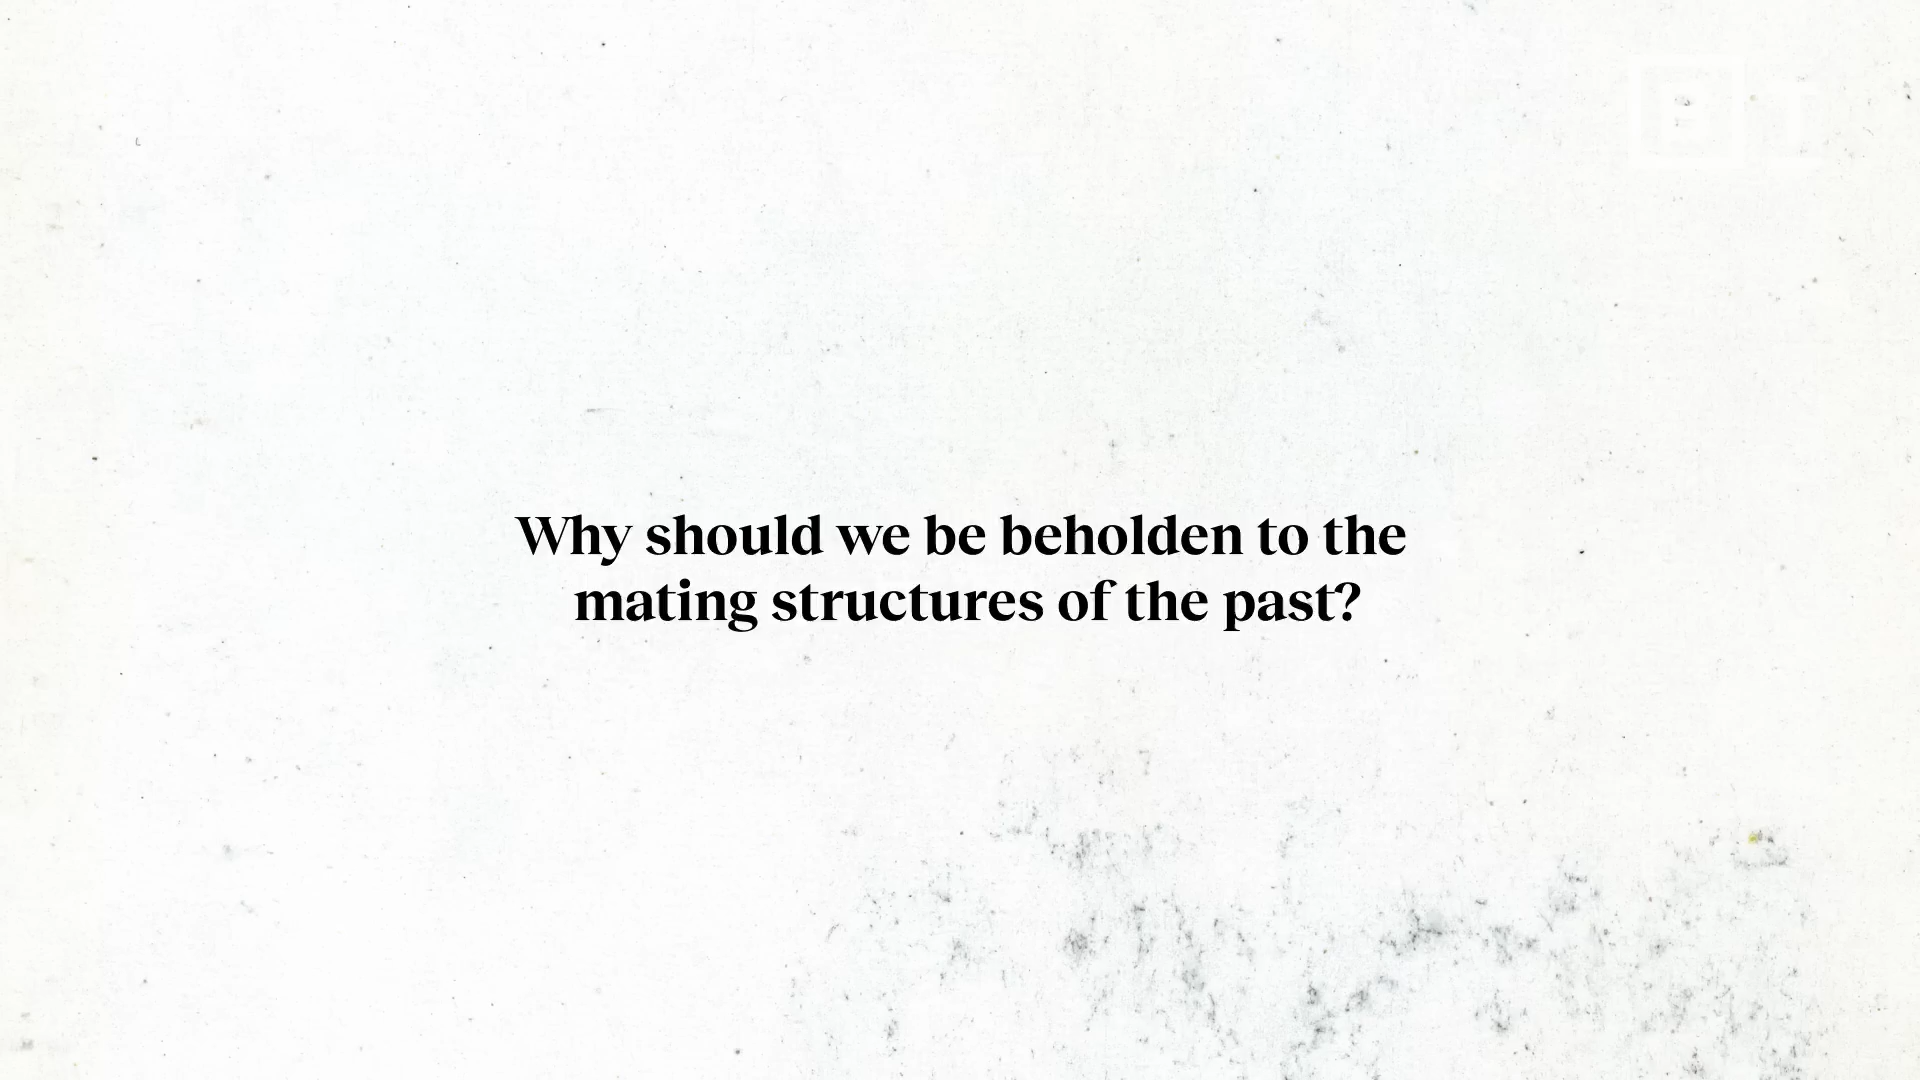 B T
Why should we be beholden to the
mating structures of the past?